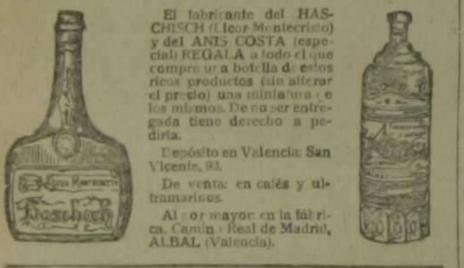 El fabricante del HAS-
CHISCH (Licor Montecristo)
y del ANIS COSTA (espe-
cial) REGALA a todo el que
compre una botella de estos
ricos productos (sin alterar
el precio) una miniatura de
los mismos. De no ser entre-
gada tiene derecho a pe-
dirla.
Depósito en Valencia: San
Vicente, 93.
De venta: en cafés y ul-
tramarinos.
Al por mayor: en la fábri-
ca. Camino Real de Madrid,
ALBAL (Valencia).
Licor Montecristo
Haschisch